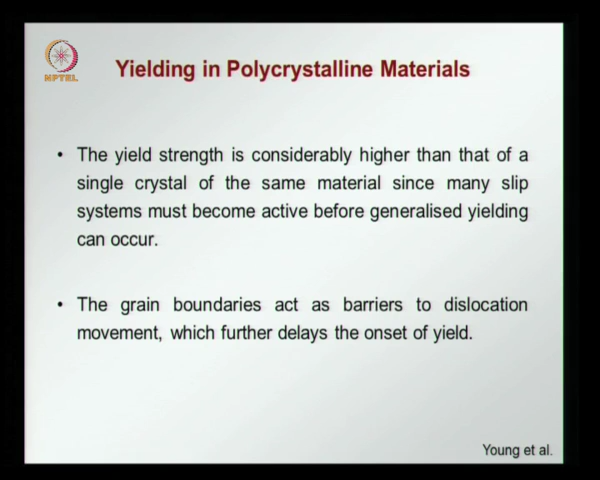 NPTEL
Yielding in Polycrystalline Materials
• The yield strength is considerably higher than that of a
single crystal of the same material since many slip
systems must become active before generalised yielding
can occur.
• The grain boundaries act as barriers to dislocation
movement, which further delays the onset of yield.
Young et al.